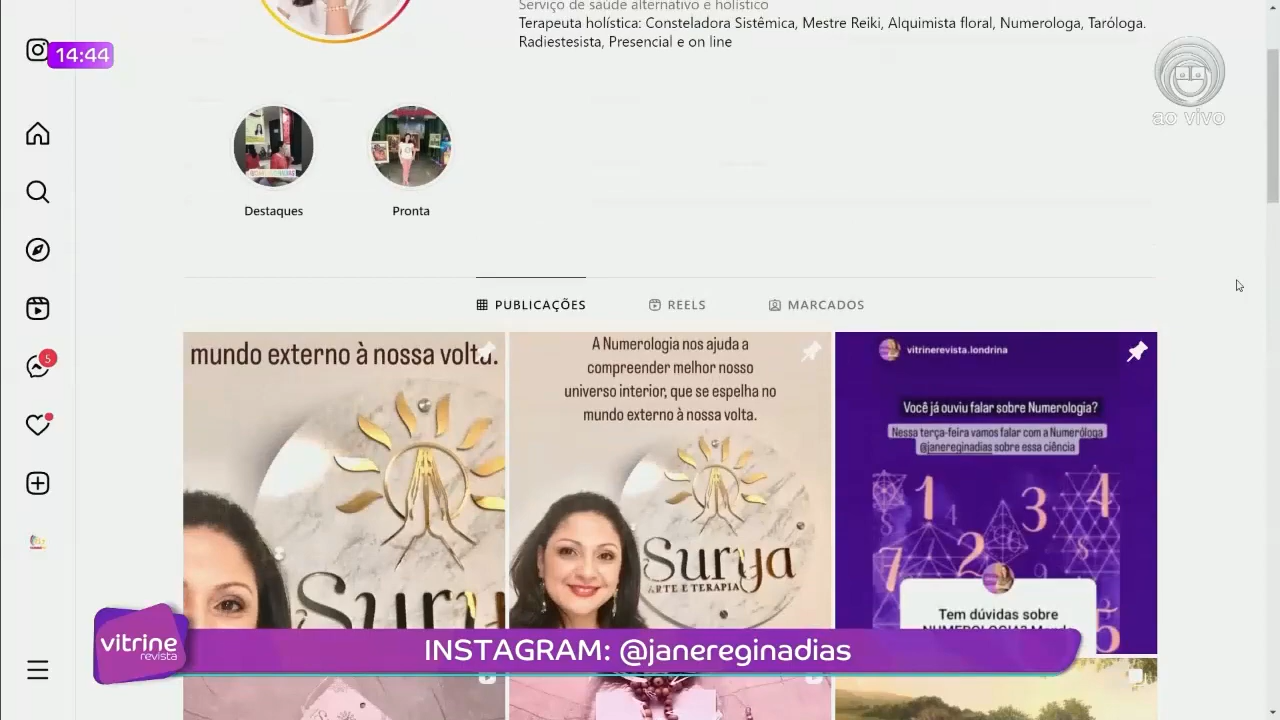 Serviço de saúde alternativo e holístico
Terapeuta holística: Consteladora Sistêmica, Mestre Reiki, Alquimista floral, Numerologa, Taróloga.
Radiestesista, Presencial e on line
14:44
ao vivo
Destaques
Pronta
PUBLICAÇÕES
REELS
MARCADOS
5
mundo externo à nossa volta.
Surya
A Numerologia nos ajuda a
compreender melhor nosso
universo interior, que se espelha no
mundo externo à nossa volta.
Surya
ARTE E TERAPIA
vitrinerevista.londrina
Você já ouviu falar sobre Numerologia?
Nessa terça-feira vamos falar com a Numeróloga
@janereginadias sobre essa ciência
1
3
4
7
2
5
Tem dúvidas sobre
vitrine
revista
INSTAGRAM: @janereginadias